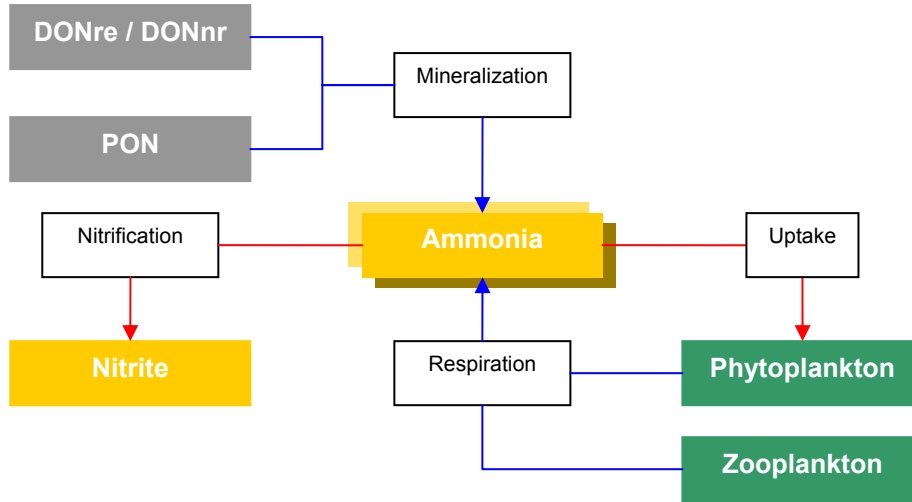 DONre / DONnr
Mineralization
PON
Nitrification
Ammonia
Uptake
Nitrite
Respiration
Phytoplankton
Zooplankton